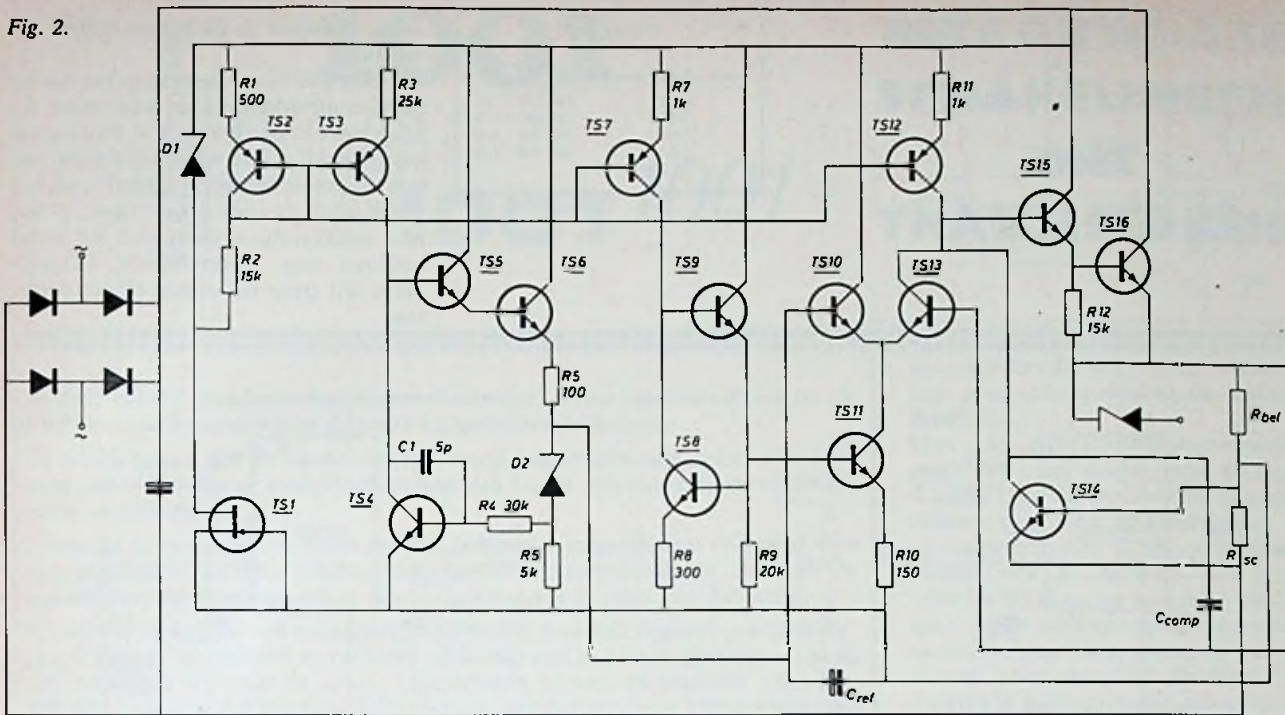 Fig. 2.
R1
500
TS2
TS3
R3
25k
D1
R2
15k
TS5
TS6
R7
1k
TS7
R11
1k
TS12
TS15
TS16
TS9
TS10
TS13
R12
15k
R5
100
D2
C1
5p
TS4
R4 30k
R5
5k
TS1
TS8
R8
300
R9
20k
TS11
R10
150
Rbel
TS14
Rsc
Ccomp
Cref
~
~